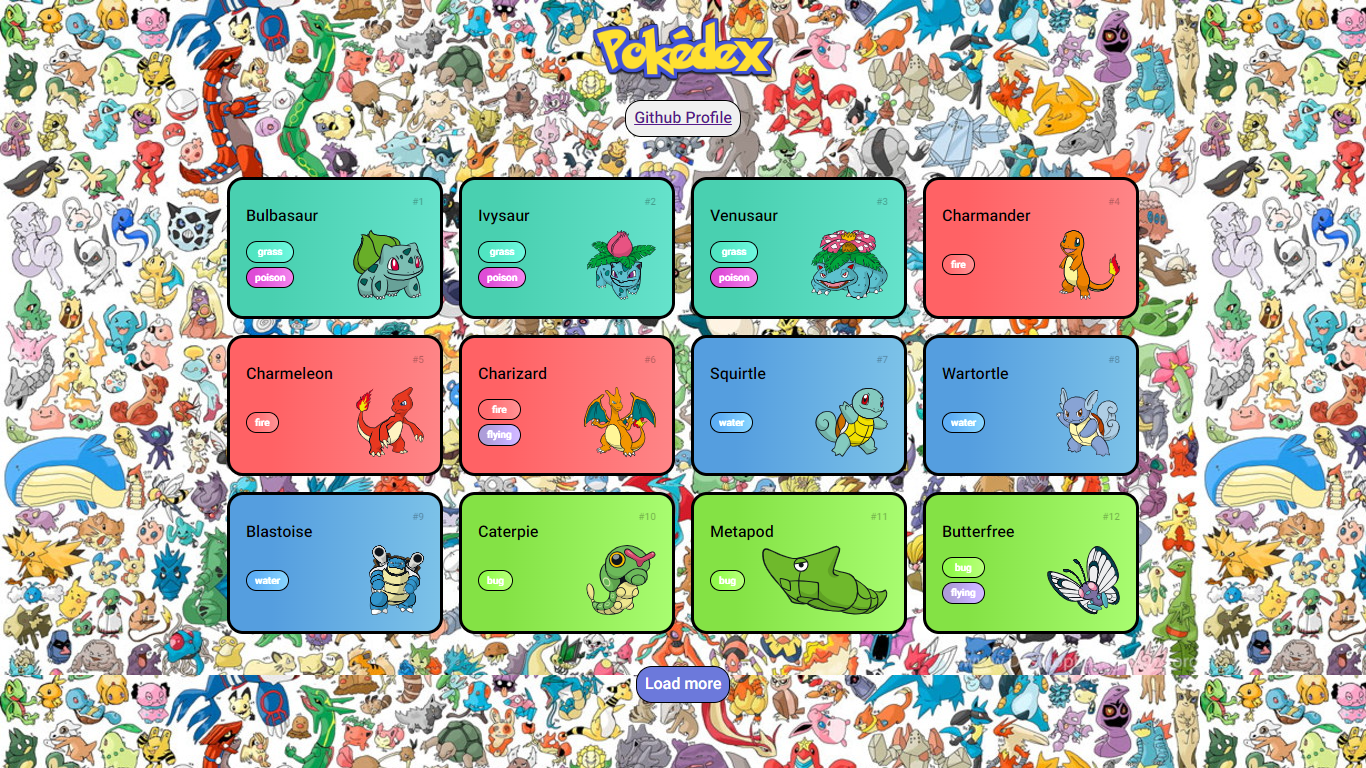 Pokédex
Github Profile
#1
Bulbasaur
grass
poison
#2
Ivysaur
grass
poison
#3
Venusaur
grass
poison
#4
Charmander
fire
#5
Charmeleon
fire
#6
Charizard
fire
flying
#7
Squirtle
water
#8
Wartortle
water
#9
Blastoise
water
#10
Caterpie
bug
#11
Metapod
bug
#12
Butterfree
bug
flying
Load more